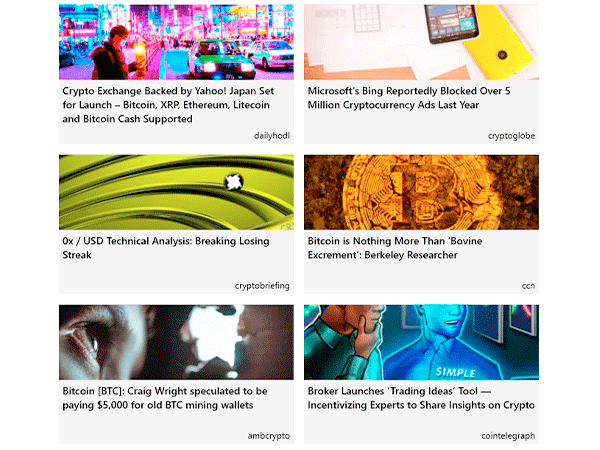 Crypto Exchange Backed by Yahoo! Japan Set
for Launch – Bitcoin, XRP, Ethereum, Litecoin
and Bitcoin Cash Supported
dailyhodl
Microsoft's Bing Reportedly Blocked Over 5
Million Cryptocurrency Ads Last Year
cryptoglobe
0x / USD Technical Analysis: Breaking Losing
Streak
cryptobriefing
Bitcoin is Nothing More Than 'Bovine
Excrement': Berkeley Researcher
ccn
Bitcoin [BTC]: Craig Wright speculated to be
paying $5,000 for old BTC mining wallets
ambcrypto
SIMPLE
Broker Launches 'Trading Ideas' Tool —
Incentivizing Experts to Share Insights on Crypto
cointelegraph